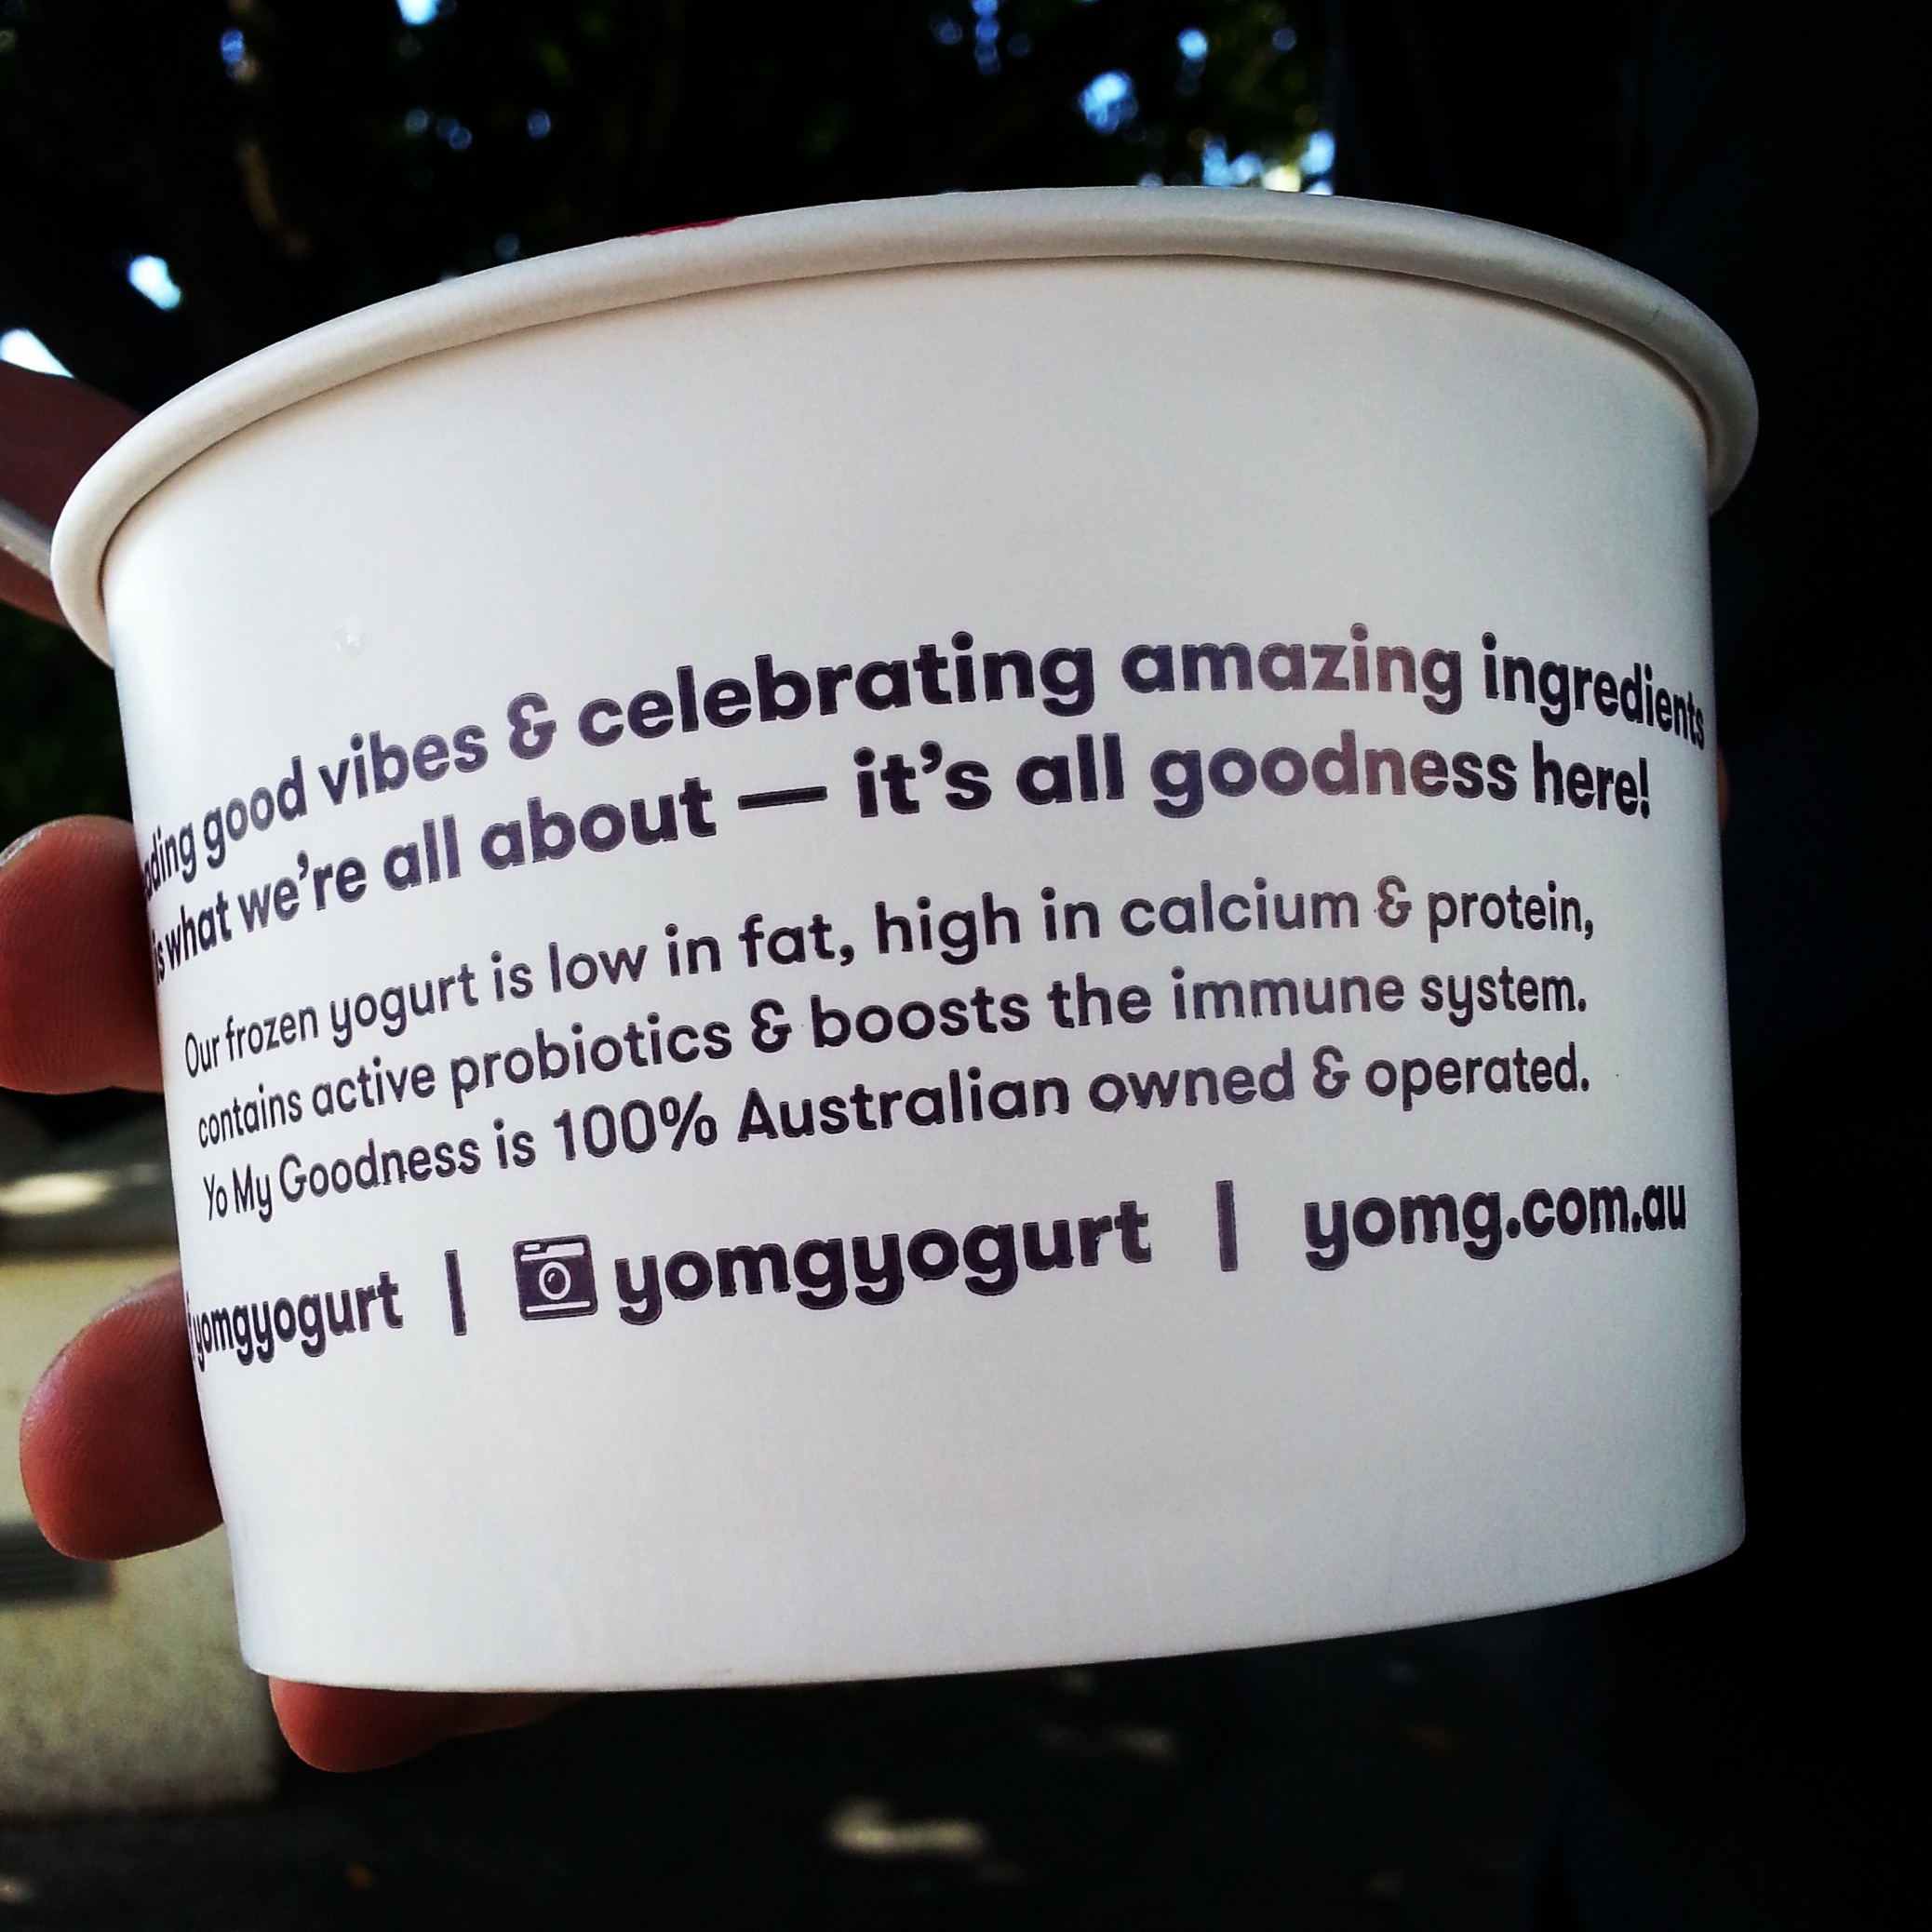 good vibes & celebrating amazing ingredients
is what we're all about — it's all goodness here!
Our frozen yogurt is low in fat, high in calcium & protein,
contains active probiotics & boosts the immune system.
Yo My Goodness is 100% Australian owned & operated.
yomgyogurt | yomgyogurt | yomg.com.au